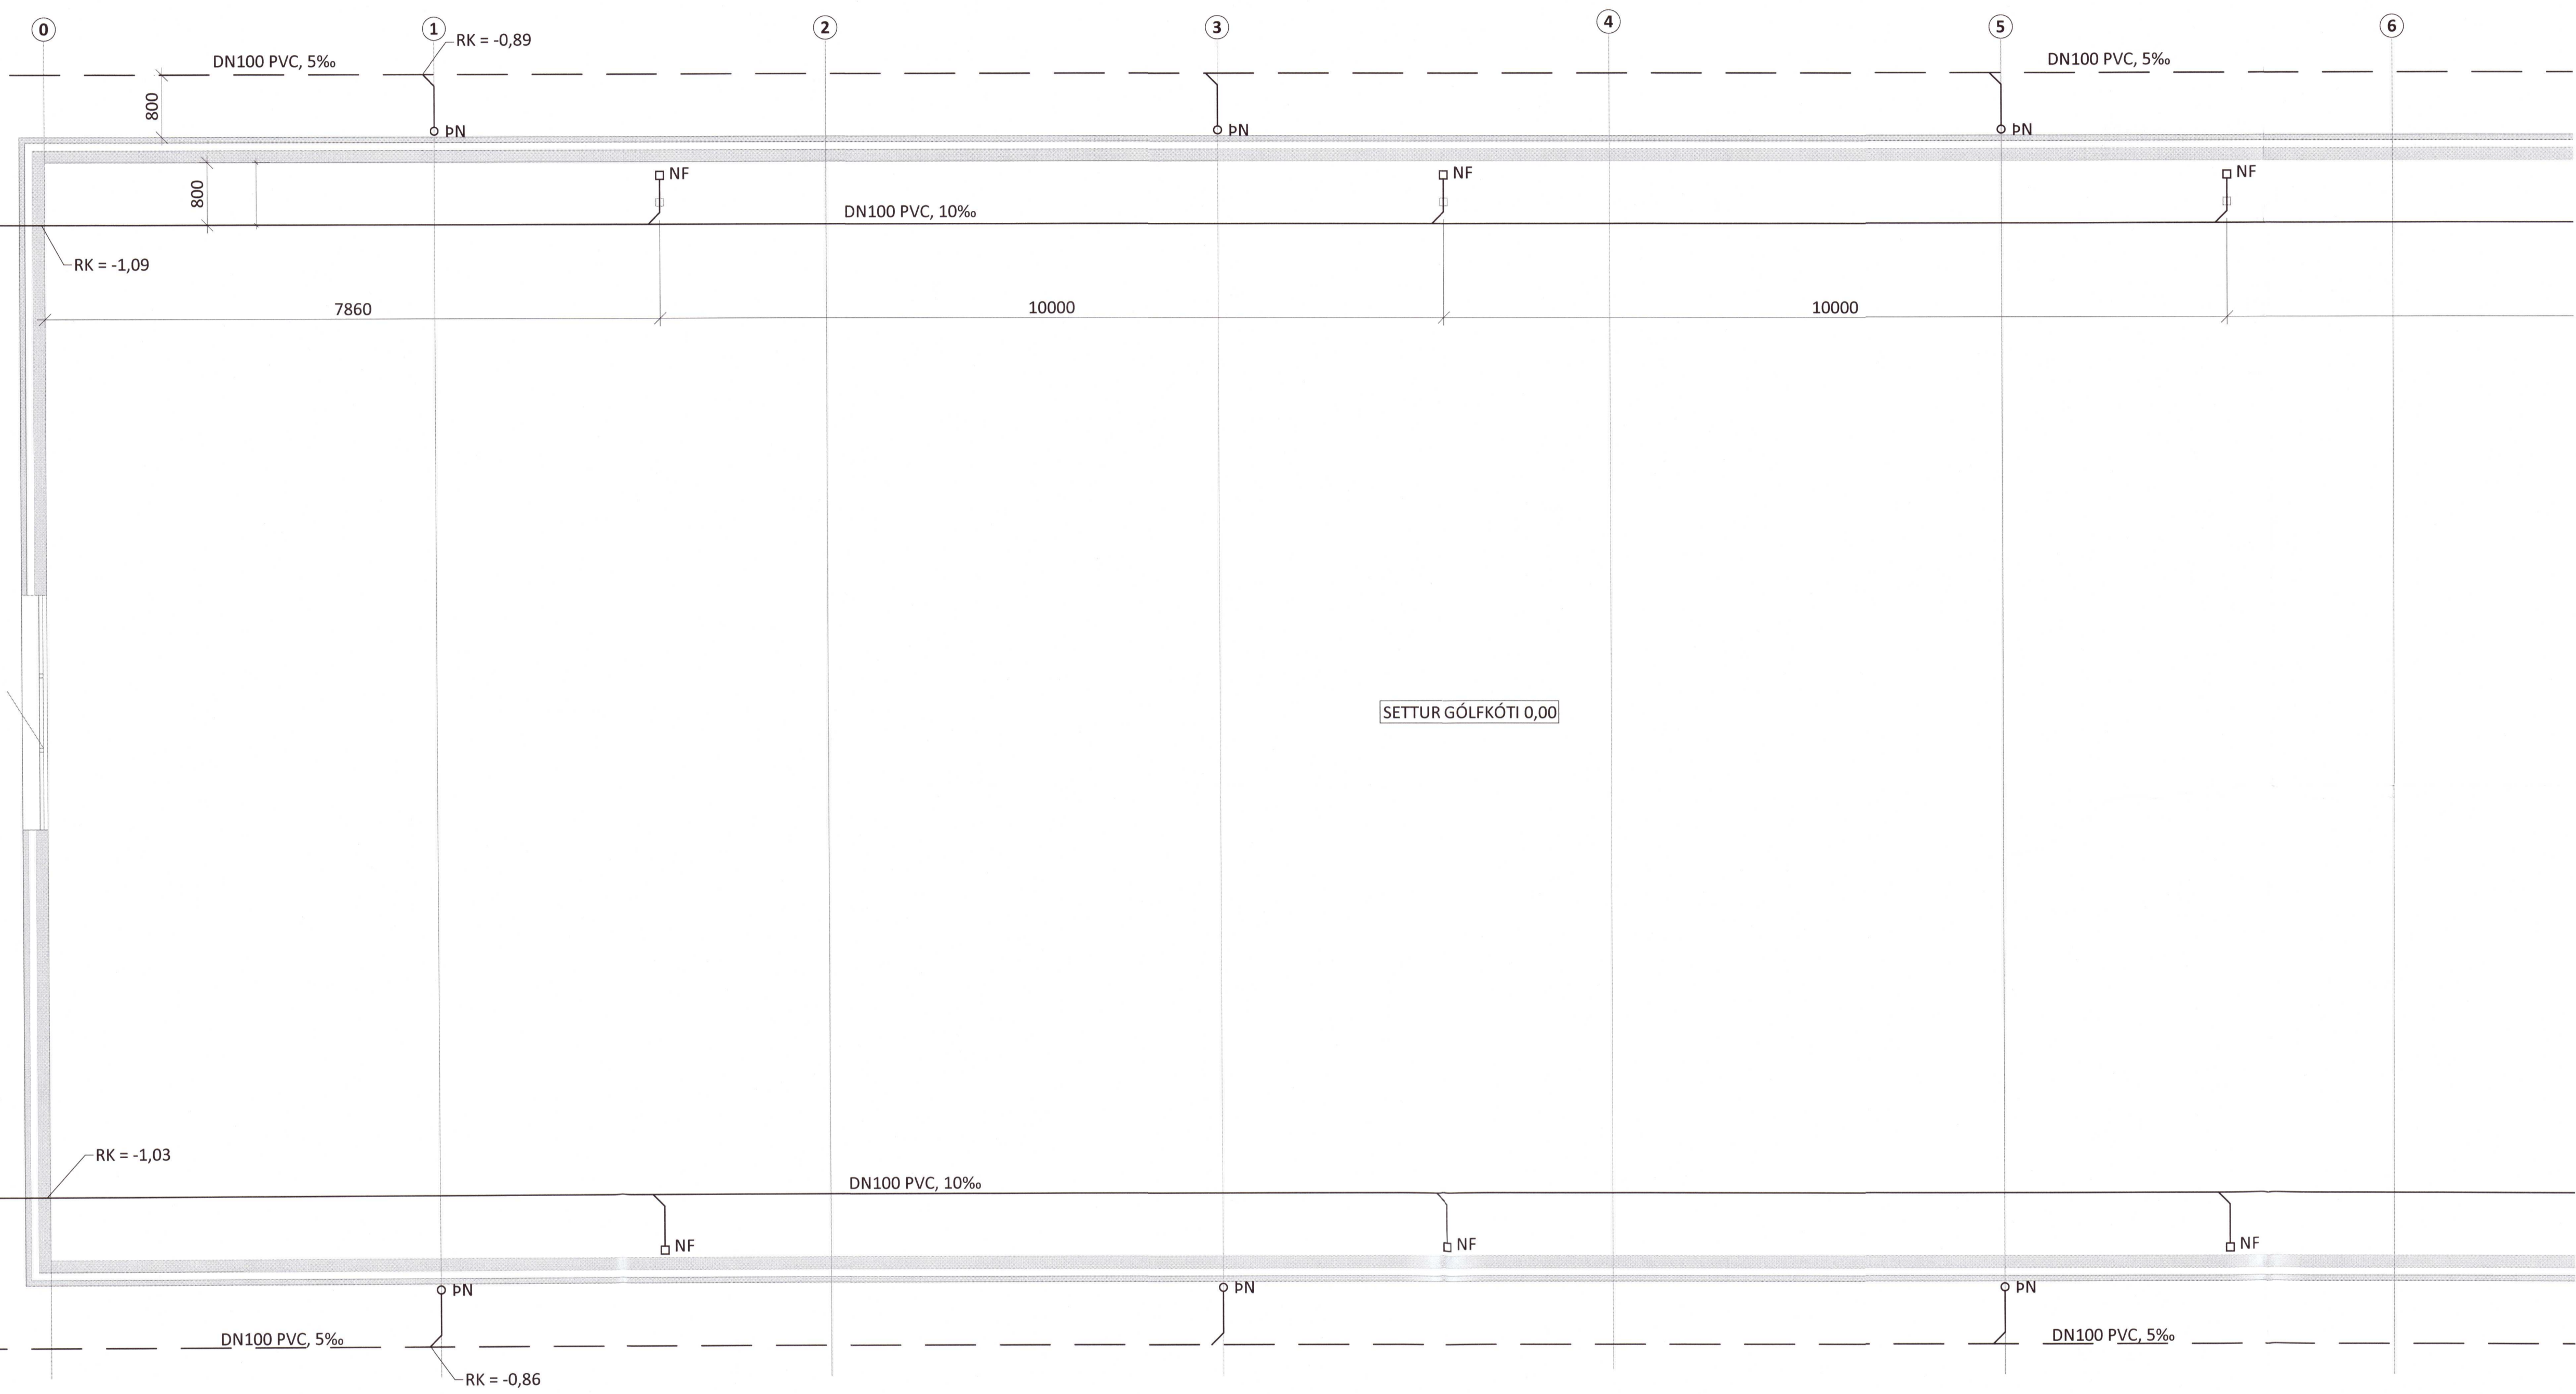 0 1 2 3 4 5 6
RK = -0,89
DN100 PVC, 5‰ DN100 PVC, 5‰
800
ÞN ÞN ÞN
NF NF NF
800
DN100 PVC, 10‰
RK = -1,09
7860 10000 10000
SETTUR GÓLFKÓTI 0,00
RK = -1,03
DN100 PVC, 10‰
NF NF NF
ÞN ÞN ÞN
DN100 PVC, 5‰ DN100 PVC, 5‰
RK = -0,86